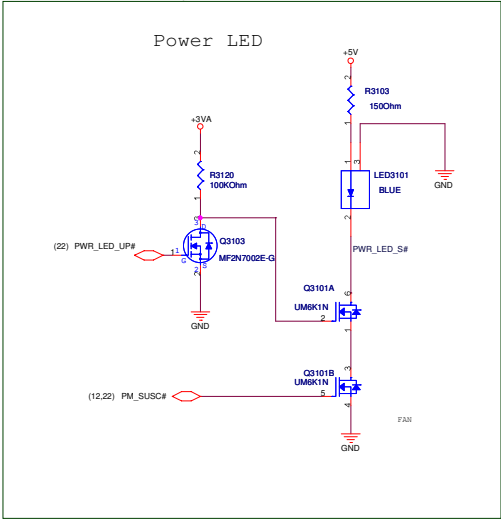 Power LED
+5V
2
R3103
150Ohm
1
+3VA
2
R3120
100KOhm
1
1
3
LED3101
BLUE
2
GND
3
D
Q3103
(22) PWR_LED_UP#
1
1
G
MF2N7002E-G
S
2
PWR_LED_S#
GND
Q3101A
UM6K1N
6
2
1
Q3101B
UM6K1N
3
(12,22) PM_SUSC#
5
4
FAN
GND